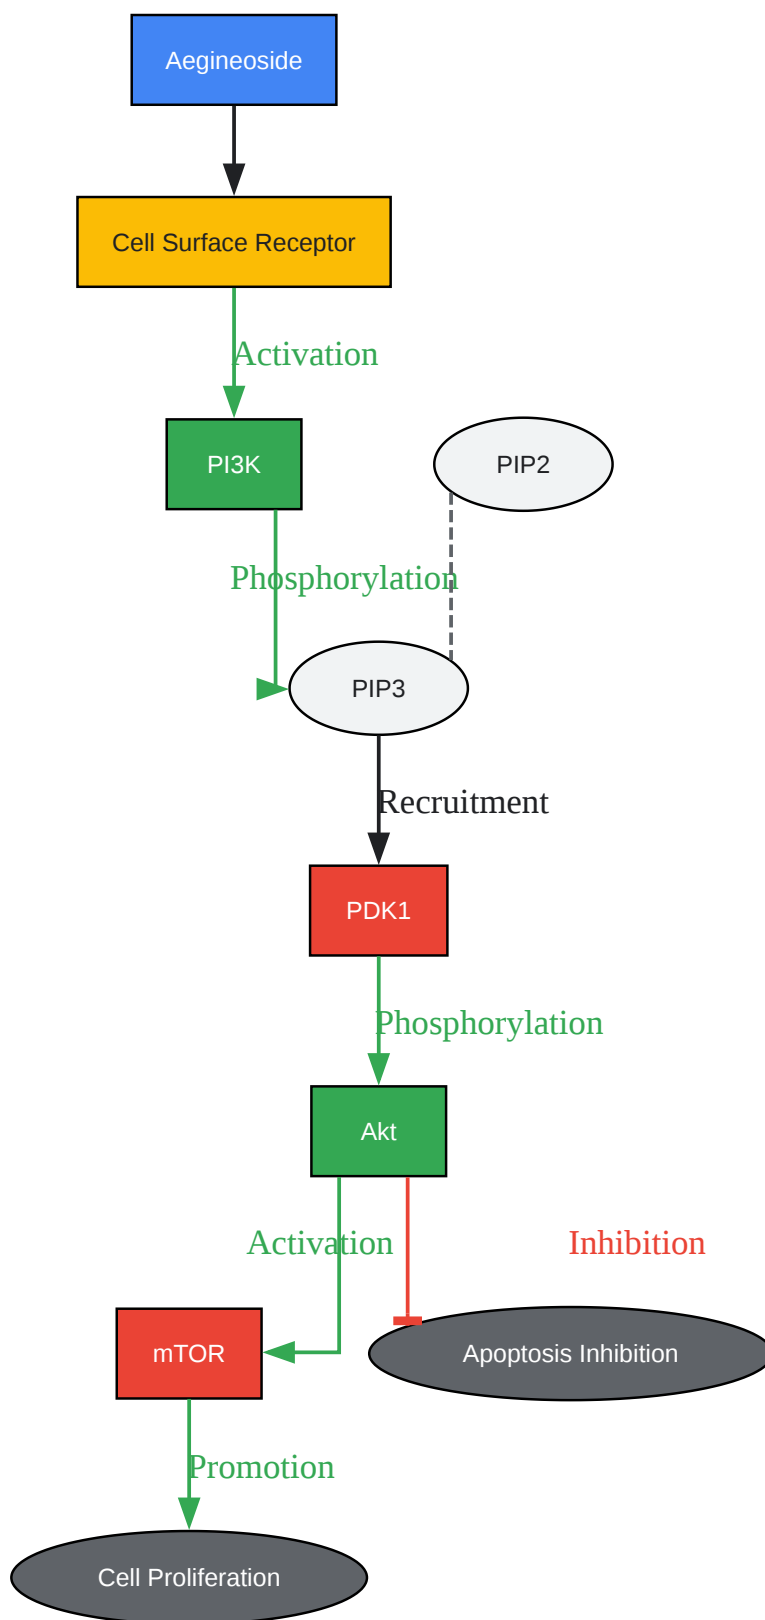 Aegineoside
Cell Surface Receptor
Activation
PI3K
PIP2
Phosphorylation
PIP3
Recruitment
PDK1
Phosphorylation
Akt
Activation
Inhibition
mTOR
Apoptosis Inhibition
Promotion
Cell Proliferation